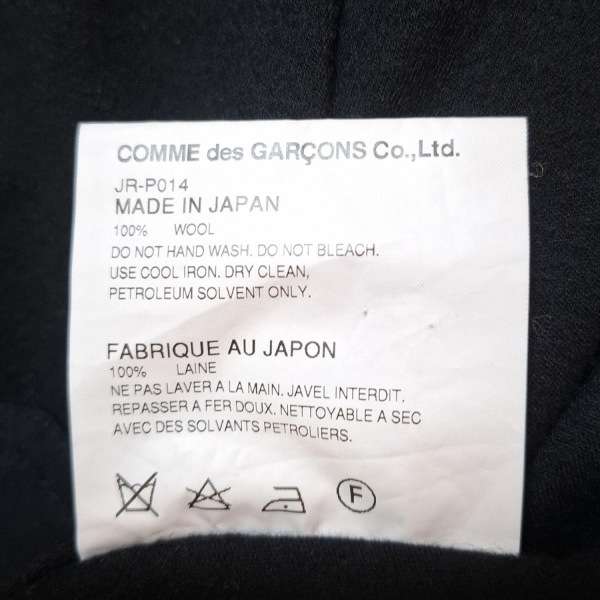 COMME des GARÇONS Co.,Ltd.
JR-P014
MADE IN JAPAN
100% WOOL
DO NOT HAND WASH. DO NOT BLEACH.
USE COOL IRON. DRY CLEAN,
PETROLEUM SOLVENT ONLY.
FABRIQUE AU JAPON
100% LAINE
NE PAS LAVER A LA MAIN. JAVEL INTERDIT.
REPASSER A FER DOUX. NETTOYABLE A SEC
AVEC DES SOLVANTS PETROLIERS.
F